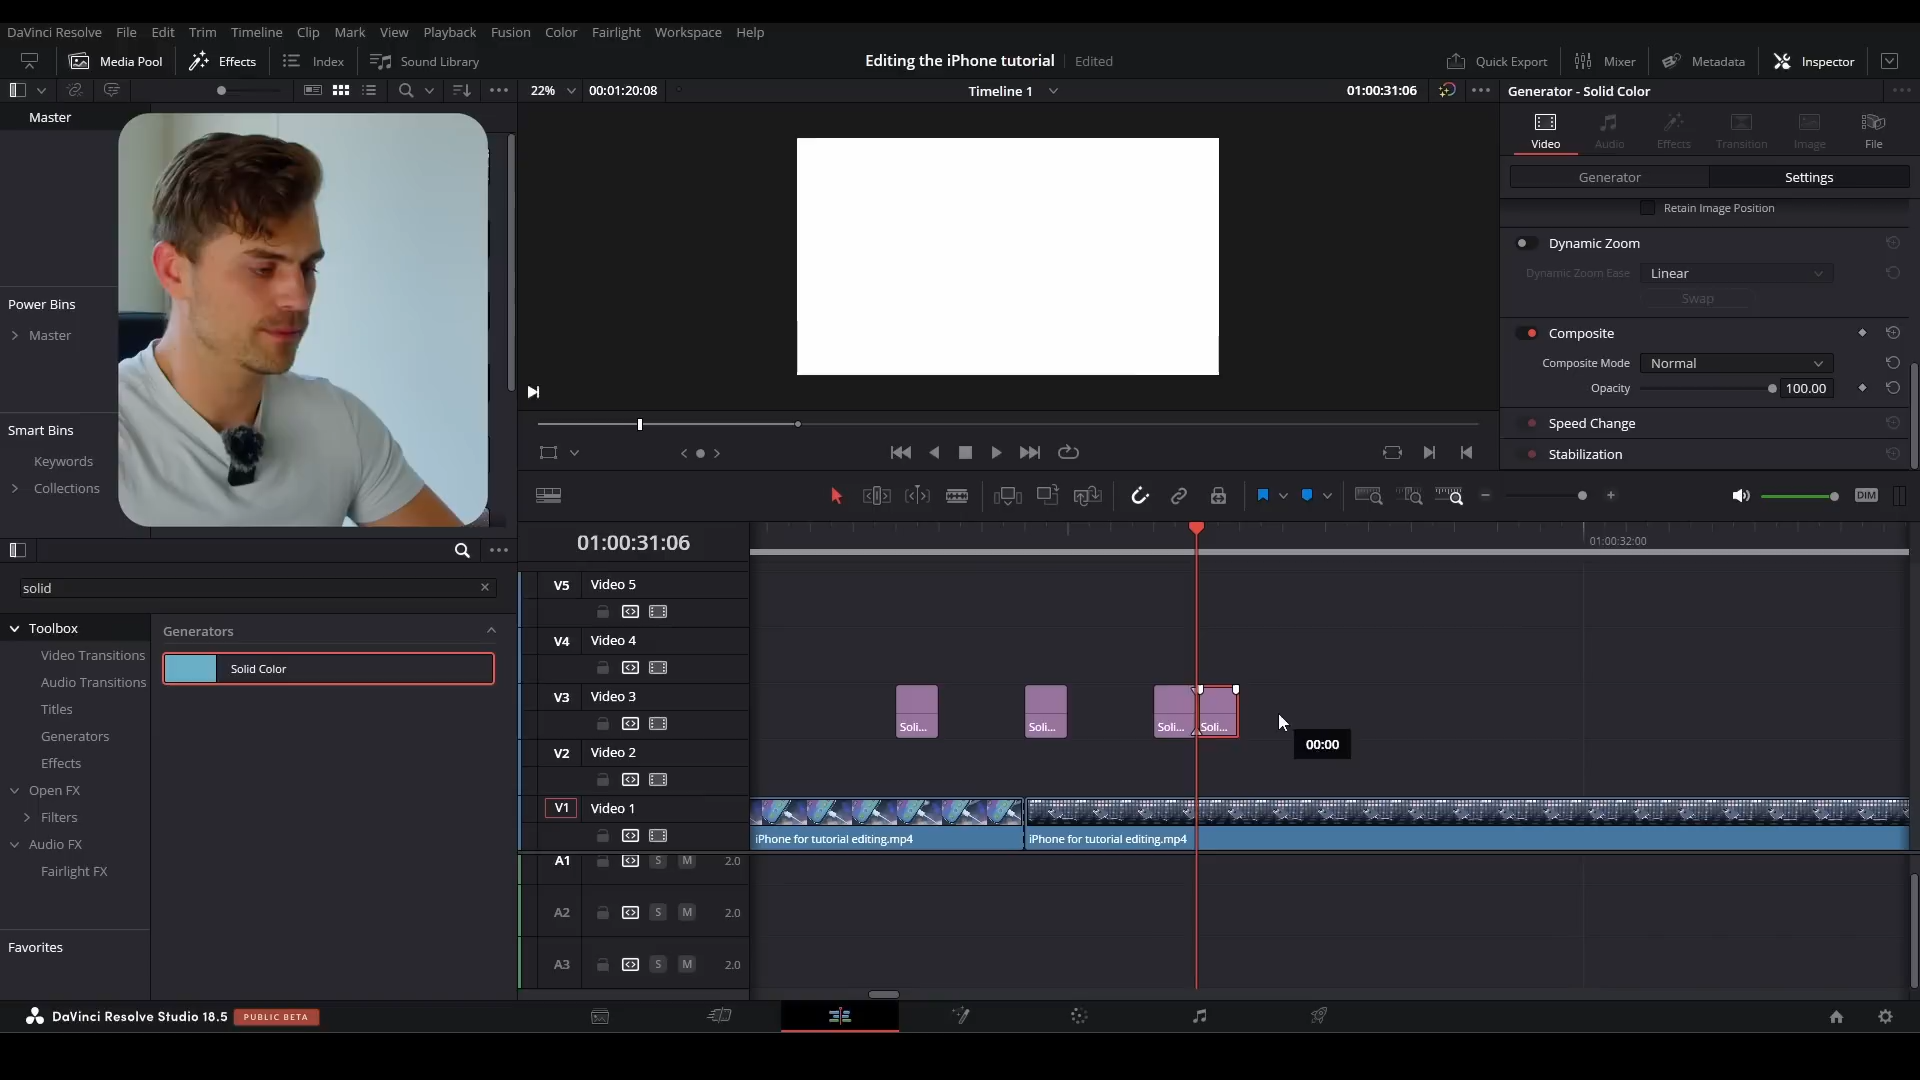 DaVinci Resolve File Edit Trim Timeline Clip Mark View Playback Fusion Color Fairlight Workspace Help
Media Pool Effects Index Sound Library Editing the iPhone tutorial Edited Quick Export Mixer Metadata Inspector
22% 00:01:20:08 Timeline 1 01:00:31:06 Generator - Solid Color
Master
Video Audio Effects Transition Image File
Generator Settings
Retain Image Position
Dynamic Zoom
Dynamic Zoom Ease Linear
Swap
Power Bins
Master
Composite
Composite Mode Normal
Opacity 100.00
Speed Change
Stabilization
Smart Bins
Keywords
Collections
DIM
01:00:31:06
01:00:32:00
solid
V5 Video 5
Toolbox
Generators
Video Transitions
Solid Color
V4 Video 4
Audio Transitions
V3 Video 3
Titles
Soli... Soli... Soli... Soli...
Generators
00:00
V2 Video 2
Effects
Open FX
V1 Video 1
Filters
iPhone for tutorial editing.mp4 iPhone for tutorial editing.mp4
Audio FX
A1 S M 2.0
Fairlight FX
A2 S M 2.0
Favorites
A3 S M 2.0
DaVinci Resolve Studio 18.5 PUBLIC BETA